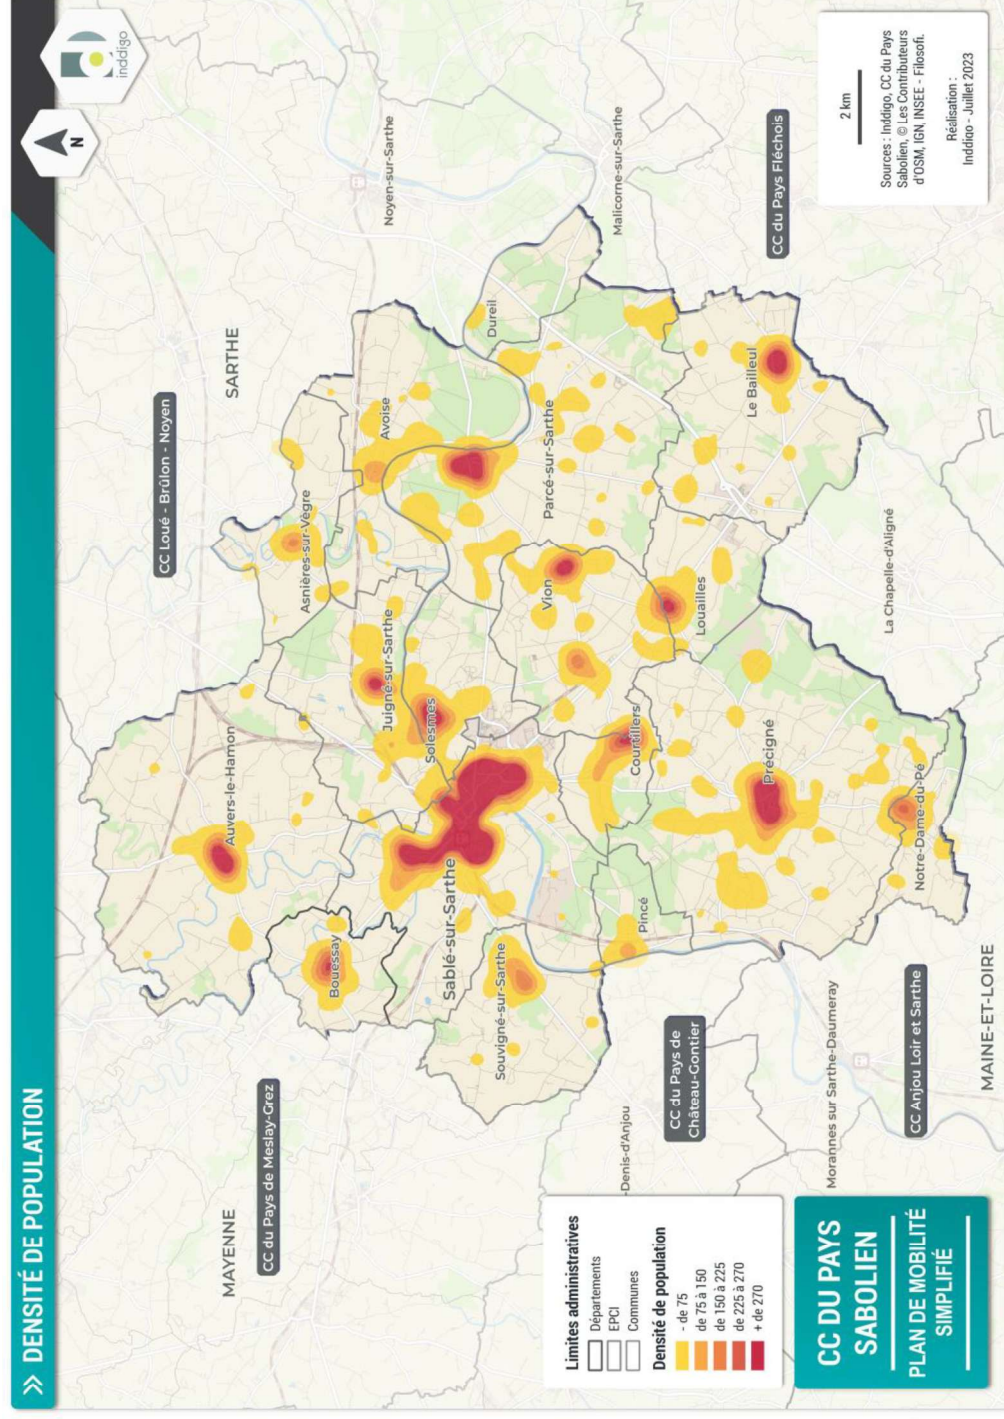 >> DENSITÉ DE POPULATION
inddigo
N
MAYENNE
SARTHE
CC Loué - Brûlon - Noyen
CC du Pays de Meslay-Grez
Auvers-le-Hamon
Bouessay
Asnières-sur-Vègre
Avoise
Noyen-sur-Sarthe
Juigné-sur-Sarthe
Solesmes
Sablé-sur-Sarthe
Dureil
Souvigné-sur-Sarthe
Vion
Parcé-sur-Sarthe
Malicorne-sur-Sarthe
Courtillers
Pincé
Louailles
Le Bailleul
CC du Pays Fléchois
-Denis-d'Anjou
CC du Pays de
Château-Gontier
Précigné
Morannes sur Sarthe-Daumeray
La Chapelle-d'Aligné
Notre-Dame-du-Pé
CC Anjou Loir et Sarthe
MAINE-ET-LOIRE
Limites administratives
Départements
EPCI
Communes
Densité de population
- de 75
de 75 à 150
de 150 à 225
de 225 à 270
+ de 270
CC DU PAYS
SABOLIEN
PLAN DE MOBILITÉ
SIMPLIFIÉ
2 km
Sources : Inddigo, CC du Pays
Sabolien, © Les Contributeurs
d'OSM, IGN, INSEE - Filosofi.
Réalisation :
Inddigo - Juillet 2023